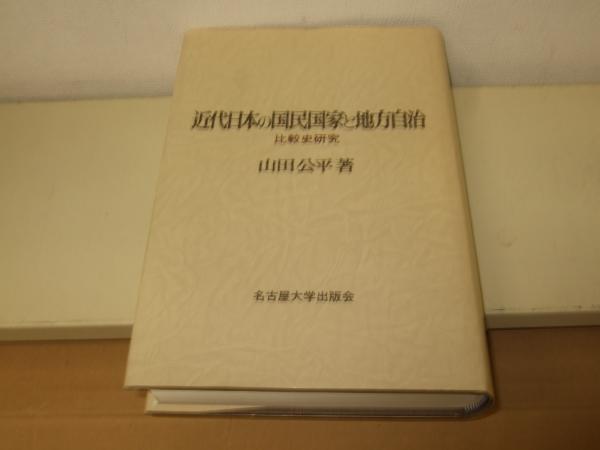 近代日本の国民国家と地方自治
比較史研究
山田公平著
名古屋大学出版会